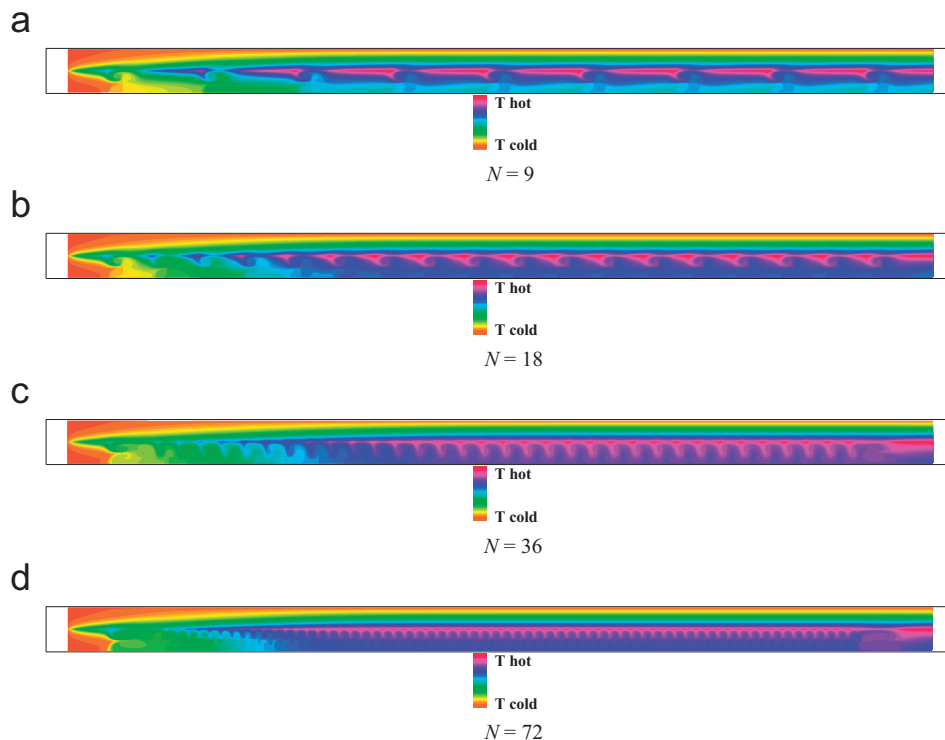 a
T hot
T cold
N = 9
b
T hot
T cold
N = 18
c
T hot
T cold
N = 36
d
T hot
T cold
N = 72